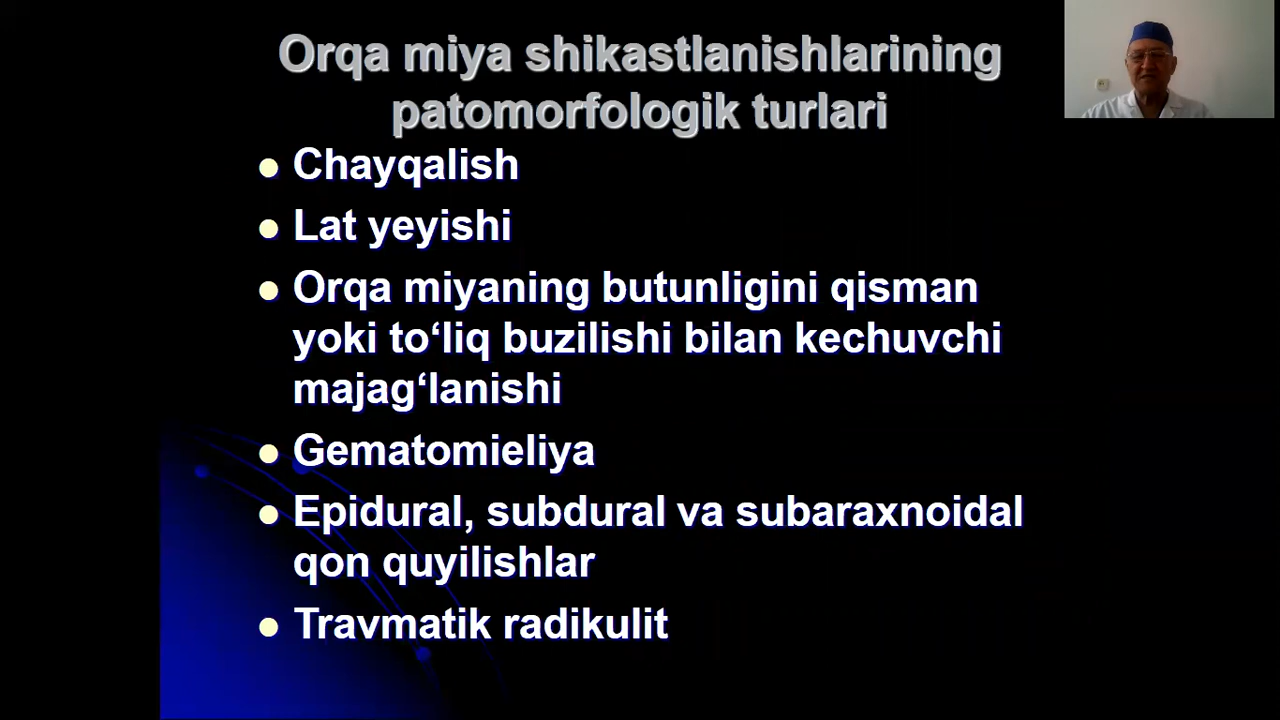 Orqa miya shikastlanishlarining
patomorfologik turlari
Chayqalish
Lat yeyishi
Orqa miyaning butunligini qisman
yoki to‘liq buzilishi bilan kechuvchi
majag‘lanishi
Gematomieliya
Epidural, subdural va subaraxnoidal
qon quyilishlar
Travmatik radikulit